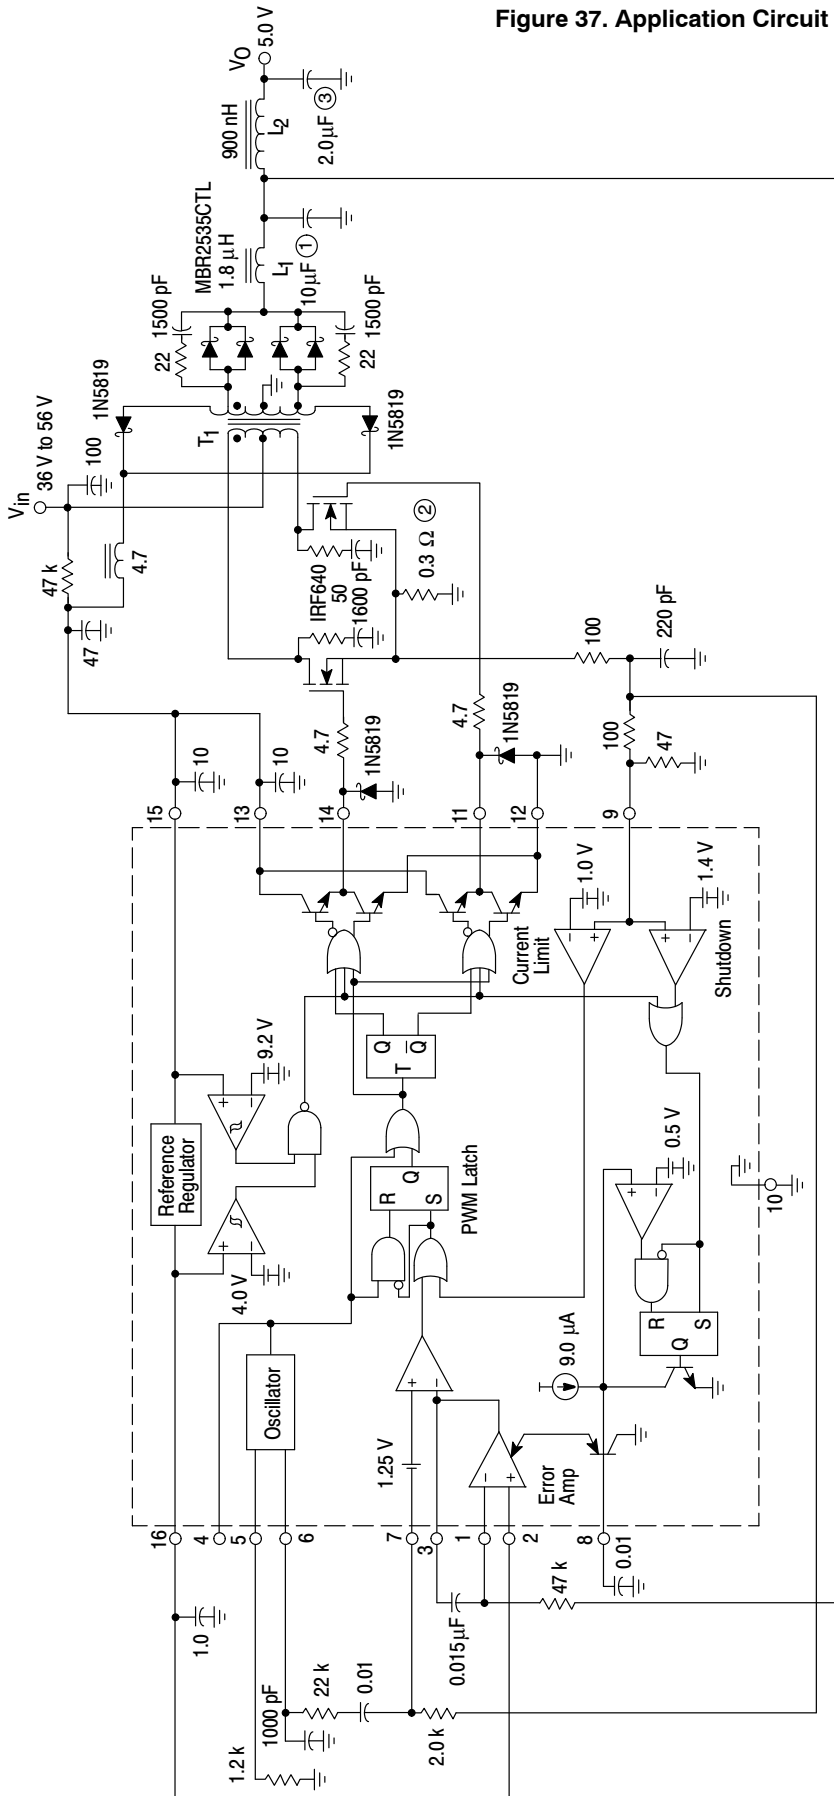 Figure 37. Application Circuit
VO
5.0 V
900 nH
L2
2.0 µF
3
MBR2535CTL
1.8 µH
L1
10 µF
1
1500 pF
22
22
1500 pF
1N5819
1N5819
T1
Vin
36 V to 56 V
100
47 k
4.7
47
IRF640
50
1600 pF
0.3 Ω
2
100
220 pF
100
47
10
10
4.7
1N5819
4.7
1N5819
15
13
14
11
12
9
1.0 V
1.4 V
Current
Limit
Shutdown
9.2 V
Reference
Regulator
4.0 V
T
Q
Q
R
Q
S
PWM Latch
0.5 V
10
R
Q
S
9.0 µA
Oscillator
1.25 V
Error
Amp
16
4
5
6
7
3
1
2
8
1.0
0.01
0.015 µF
47 k
1.2 k
1000 pF
22 k
0.01
2.0 k
+
−
+
−
+
−
+
−
+
−
+
−
−
+